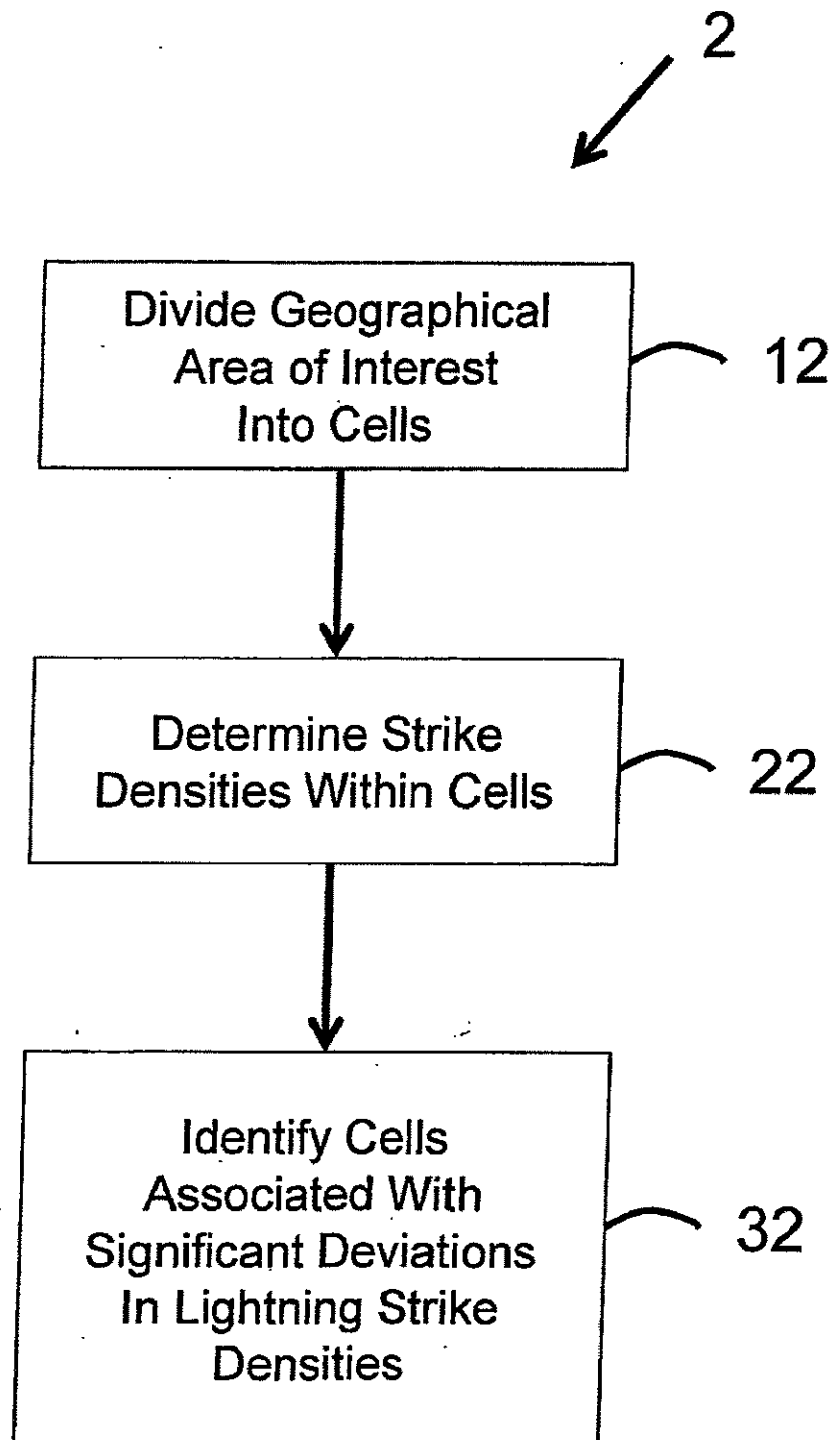 2
Divide Geographical
Area of Interest
Into Cells
12
Determine Strike
Densities Within Cells
22
Identify Cells
Associated With
Significant Deviations
In Lightning Strike
Densities
32